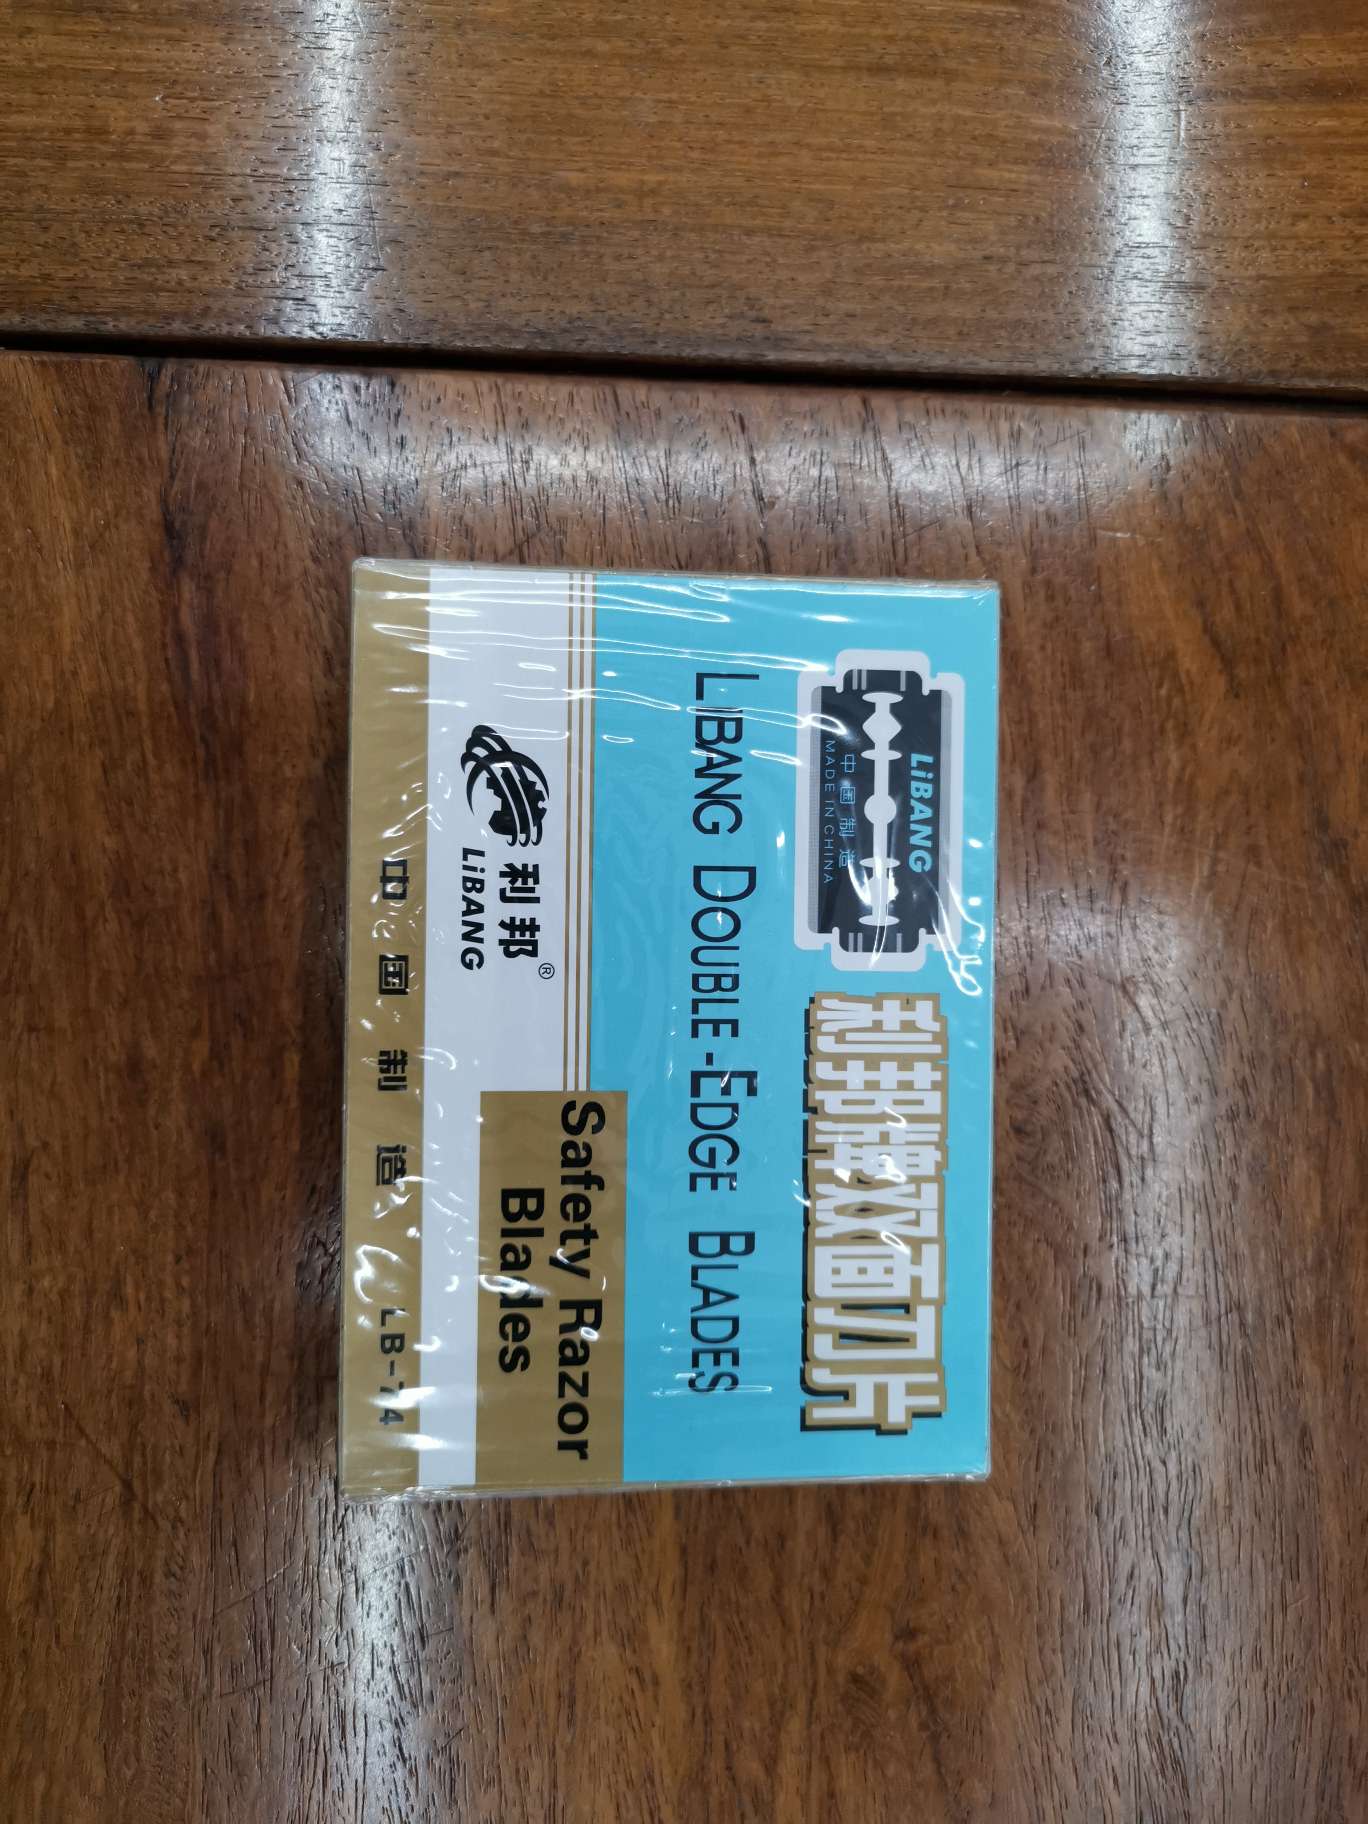 LiBANG
中国制造
MADE IN CHINA
利邦牌双面刀片
LIBANG DOUBLE-EDGE BLADES
Safety Razor
Blades
利邦®
LiBANG
中国制造 LB-74